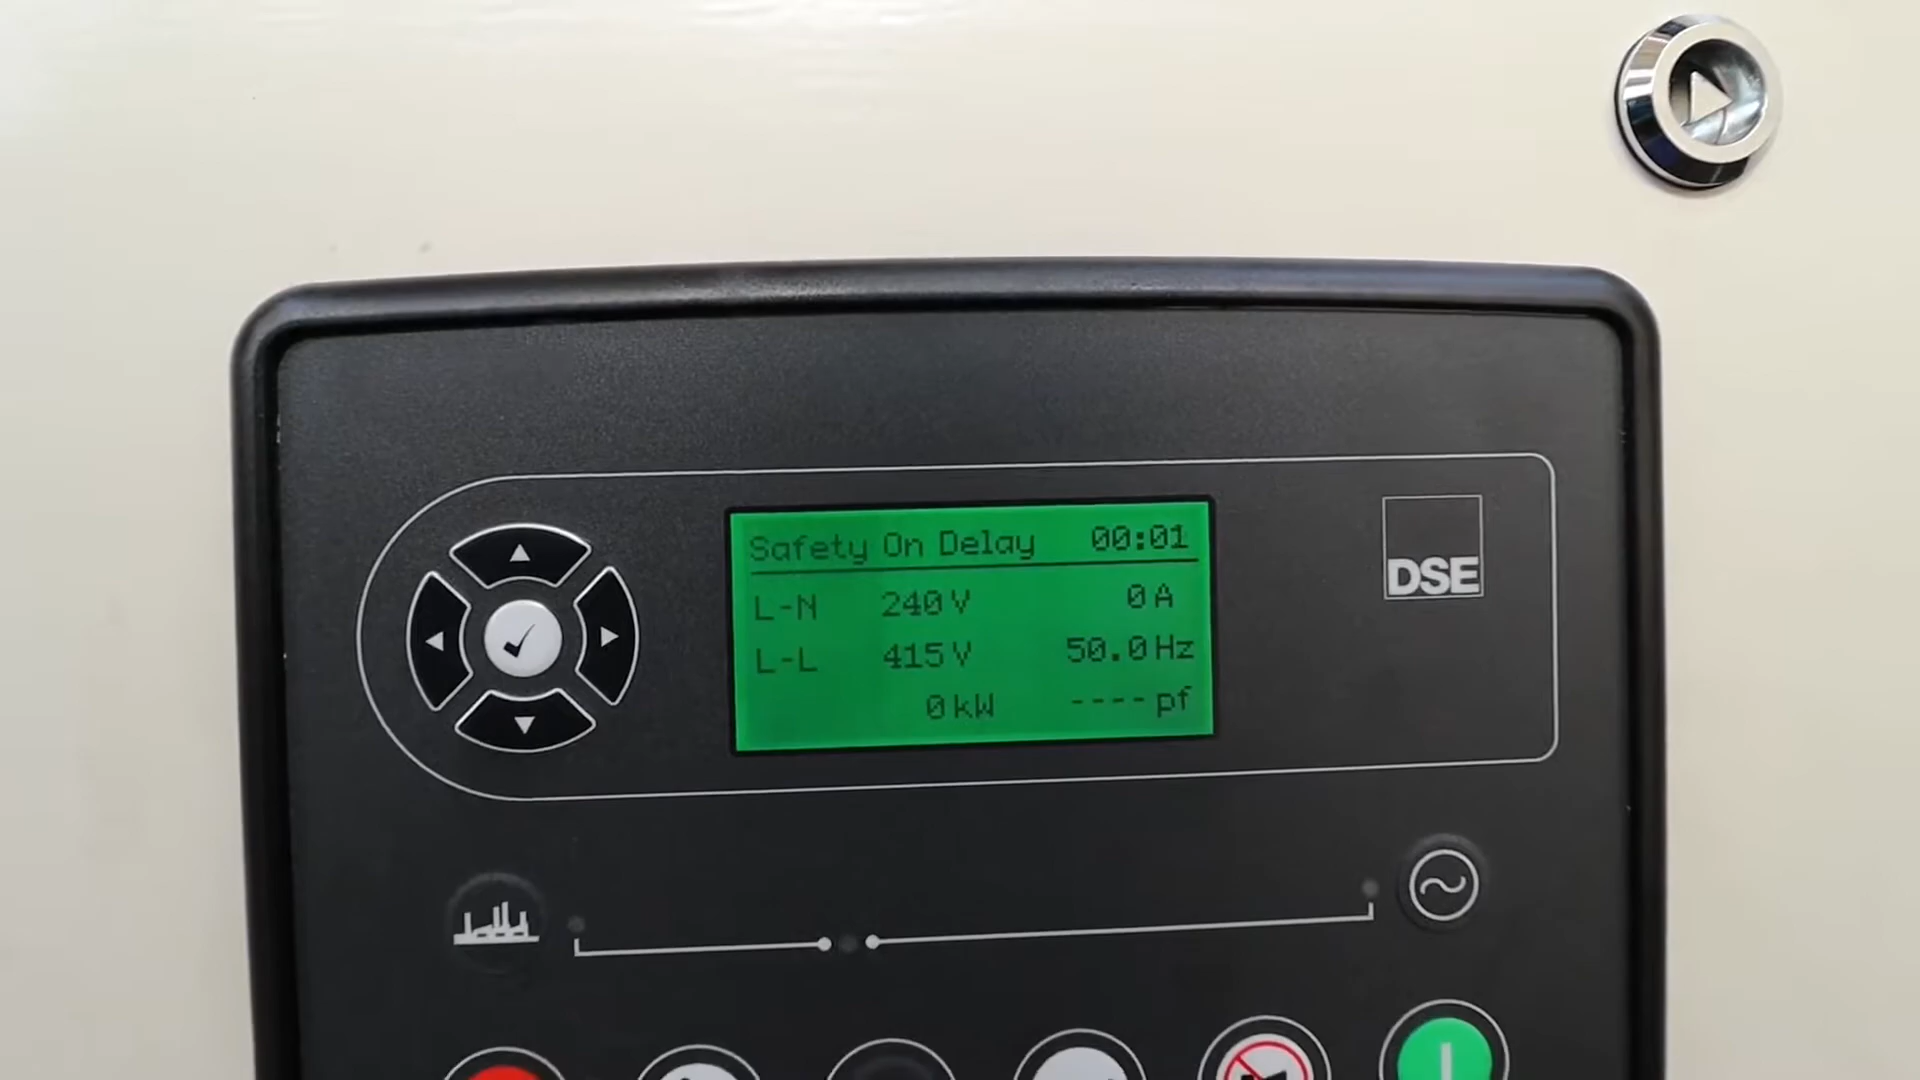 Safety On Delay 00:01
L-N 240V 0A
L-L 415V 50.0Hz
0kW ----pf
DSE